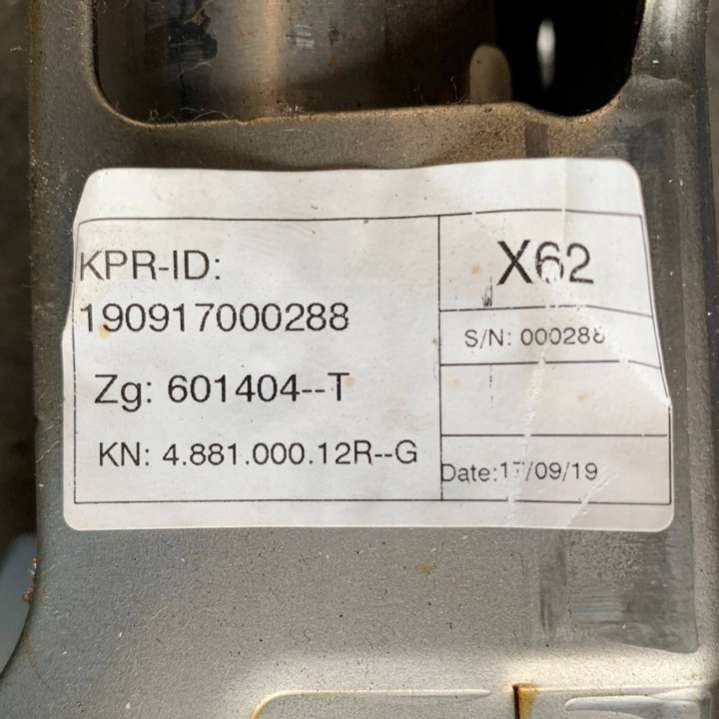 KPR-ID:
190917000288
Zg: 601404--T
KN: 4.881.000.12R--G
X62
S/N: 000288
Date:17/09/19